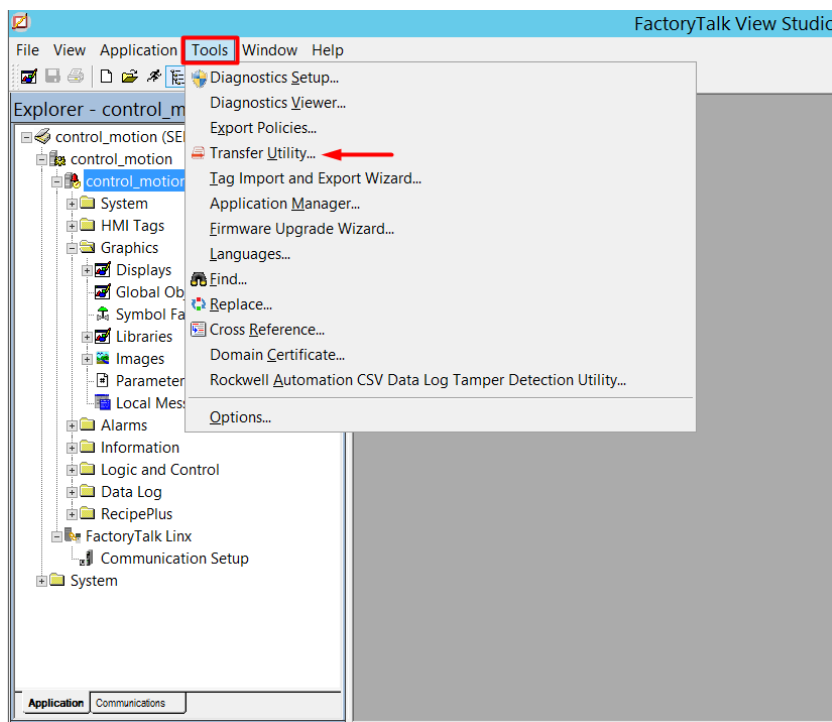 FactoryTalk View Studio
File View Application Tools Window Help
Explorer - control_m
control_motion (SE
control_motion
control_motion
System
HMI Tags
Graphics
Displays
Global Ob
Symbol Fa
Libraries
Images
Parameter
Local Mes
Alarms
Information
Logic and Control
Data Log
RecipePlus
FactoryTalk Linx
Communication Setup
System
Diagnostics Setup...
Diagnostics Viewer...
Export Policies...
Transfer Utility...
Tag Import and Export Wizard...
Application Manager...
Firmware Upgrade Wizard...
Languages...
Find...
Replace...
Cross Reference...
Domain Certificate...
Rockwell Automation CSV Data Log Tamper Detection Utility...
Options...
Application Communications